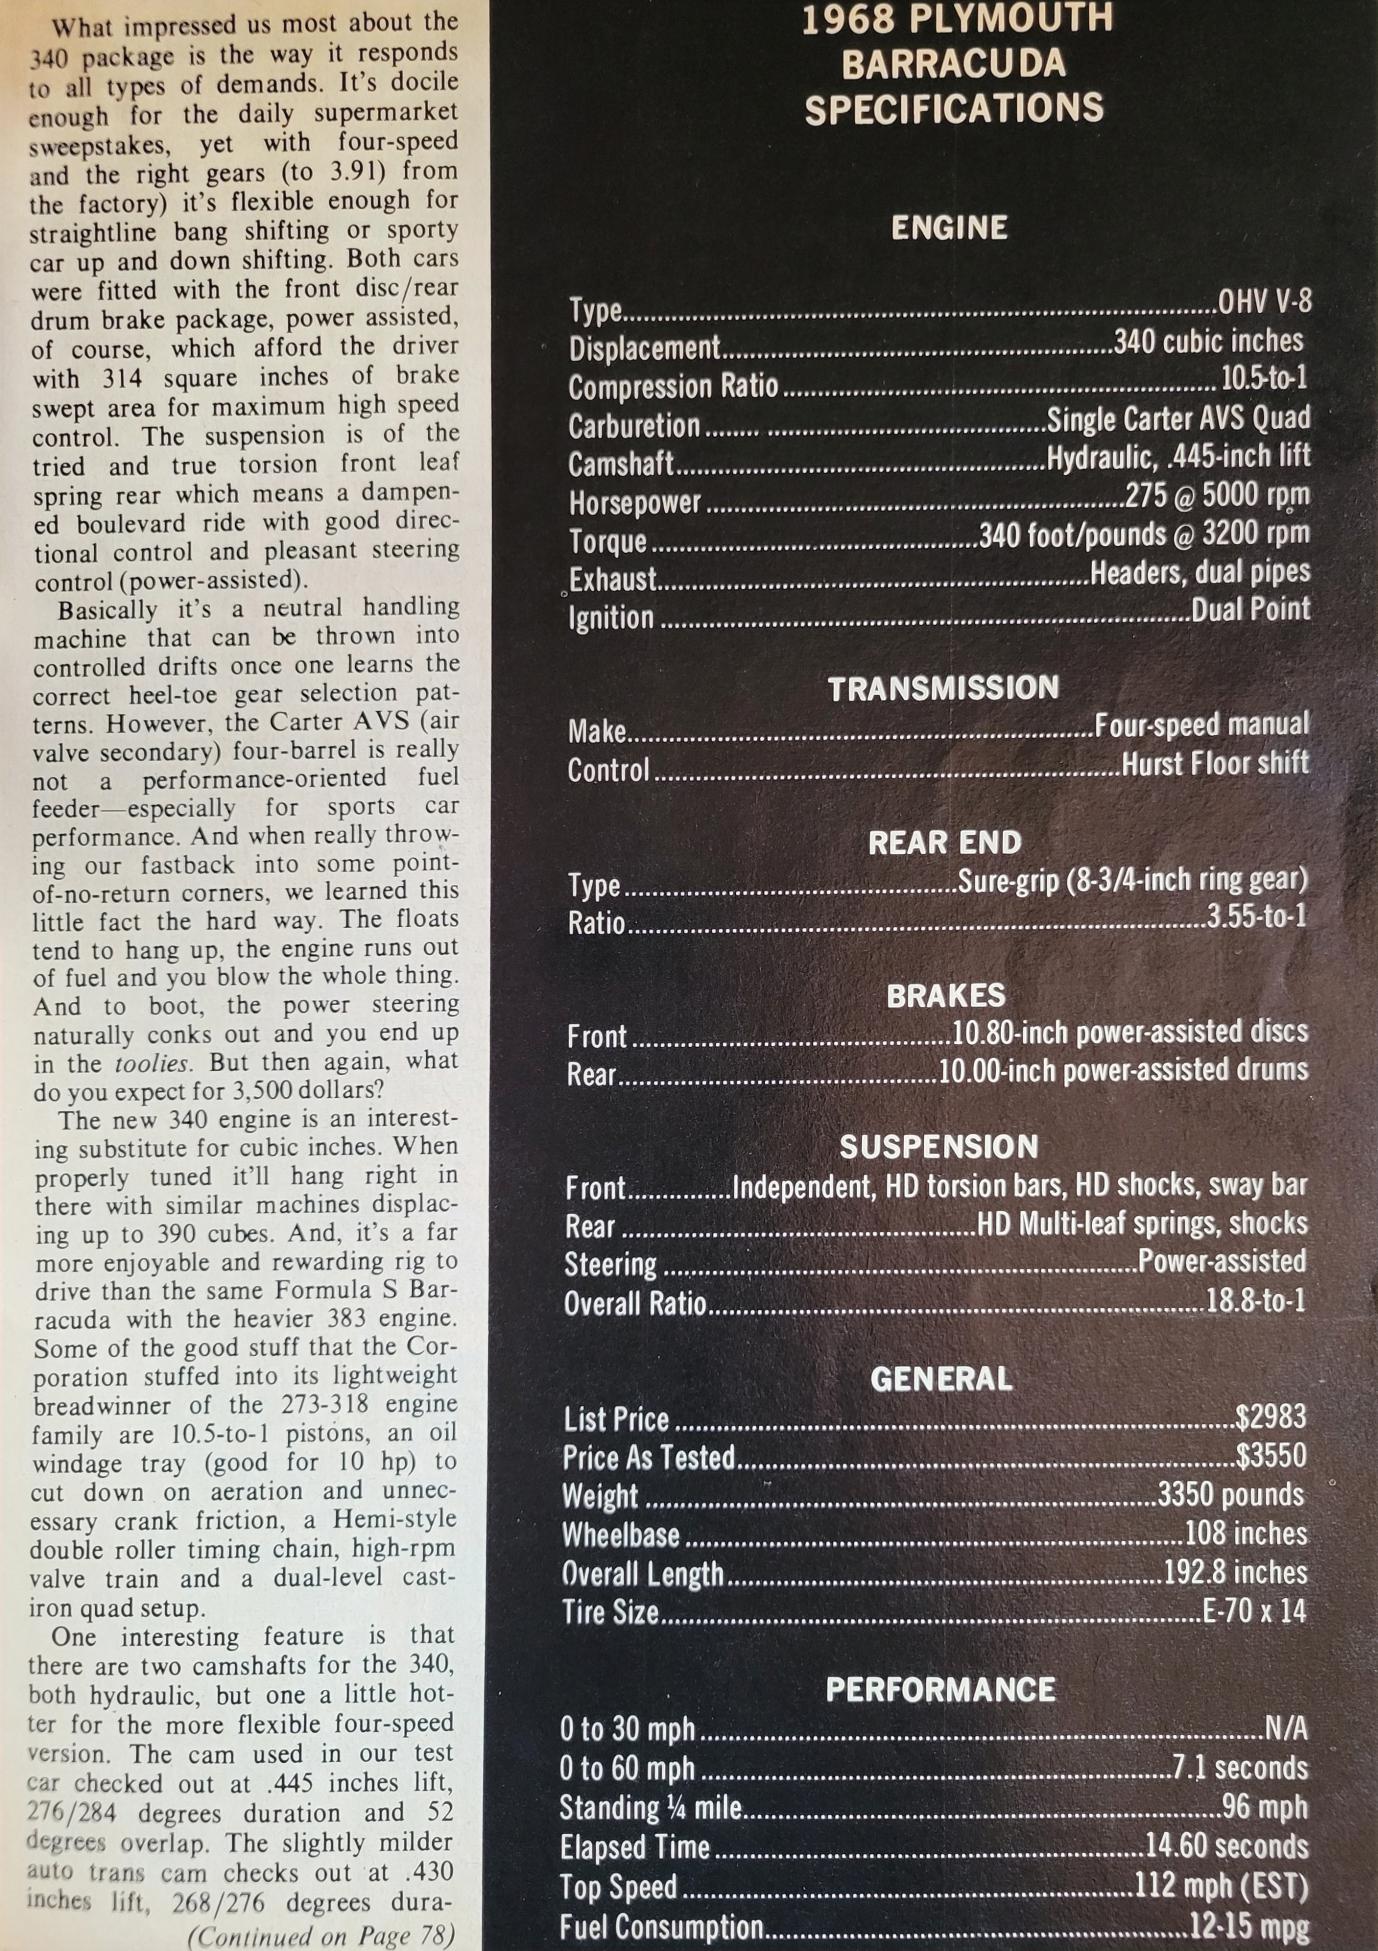 What impressed us most about the
340 package is the way it responds
to all types of demands. It's docile
enough for the daily supermarket
sweepstakes, yet with four-speed
and the right gears (to 3.91) from
the factory) it's flexible enough for
straightline bang shifting or sporty
car up and down shifting. Both cars
were fitted with the front disc/rear
drum brake package, power assisted,
of course, which afford the driver
with 314 square inches of brake
swept area for maximum high speed
control. The suspension is of the
tried and true torsion front leaf
spring rear which means a dampen-
ed boulevard ride with good direc-
tional control and pleasant steering
control (power-assisted).
Basically it's a neutral handling
machine that can be thrown into
controlled drifts once one learns the
correct heel-toe gear selection pat-
terns. However, the Carter AVS (air
valve secondary) four-barrel is really
not a performance-oriented fuel
feeder—especially for sports car
performance. And when really throw-
ing our fastback into some point-
of-no-return corners, we learned this
little fact the hard way. The floats
tend to hang up, the engine runs out
of fuel and you blow the whole thing.
And to boot, the power steering
naturally conks out and you end up
in the toolies. But then again, what
do you expect for 3,500 dollars?
The new 340 engine is an interest-
ing substitute for cubic inches. When
properly tuned it'll hang right in
there with similar machines displac-
ing up to 390 cubes. And, it's a far
more enjoyable and rewarding rig to
drive than the same Formula S Bar-
racuda with the heavier 383 engine.
Some of the good stuff that the Cor-
poration stuffed into its lightweight
breadwinner of the 273-318 engine
family are 10.5-to-1 pistons, an oil
windage tray (good for 10 hp) to
cut down on aeration and unnec-
essary crank friction, a Hemi-style
double roller timing chain, high-rpm
valve train and a dual-level cast-
iron quad setup.
One interesting feature is that
there are two camshafts for the 340,
both hydraulic, but one a little hot-
ter for the more flexible four-speed
version. The cam used in our test
car checked out at .445 inches lift,
276/284 degrees duration and 52
degrees overlap. The slightly milder
auto trans cam checks out at .430
inches lift, 268/276 degrees dura-
(Continued on Page 78)
1968 PLYMOUTH
BARRACUDA
SPECIFICATIONS
ENGINE
Type....................OHV V-8
Displacement....................340 cubic inches
Compression Ratio....................10.5-to-1
Carburetion....................Single Carter AVS Quad
Camshaft....................Hydraulic, .445-inch lift
Horsepower....................275 @ 5000 rpm
Torque....................340 foot/pounds @ 3200 rpm
Exhaust....................Headers, dual pipes
Ignition....................Dual Point
TRANSMISSION
Make....................Four-speed manual
Control....................Hurst Floor shift
REAR END
Type....................Sure-grip (8-3/4-inch ring gear)
Ratio....................3.55-to-1
BRAKES
Front....................10.80-inch power-assisted discs
Rear....................10.00-inch power-assisted drums
SUSPENSION
Front...............Independent, HD torsion bars, HD shocks, sway bar
Rear....................HD Multi-leaf springs, shocks
Steering....................Power-assisted
Overall Ratio....................18.8-to-1
GENERAL
List Price....................$2983
Price As Tested....................$3550
Weight....................3350 pounds
Wheelbase....................108 inches
Overall Length....................192.8 inches
Tire Size....................E-70 x 14
PERFORMANCE
0 to 30 mph....................N/A
0 to 60 mph....................7.1 seconds
Standing ¼ mile....................96 mph
Elapsed Time....................14.60 seconds
Top Speed....................112 mph (EST)
Fuel Consumption....................12-15 mpg